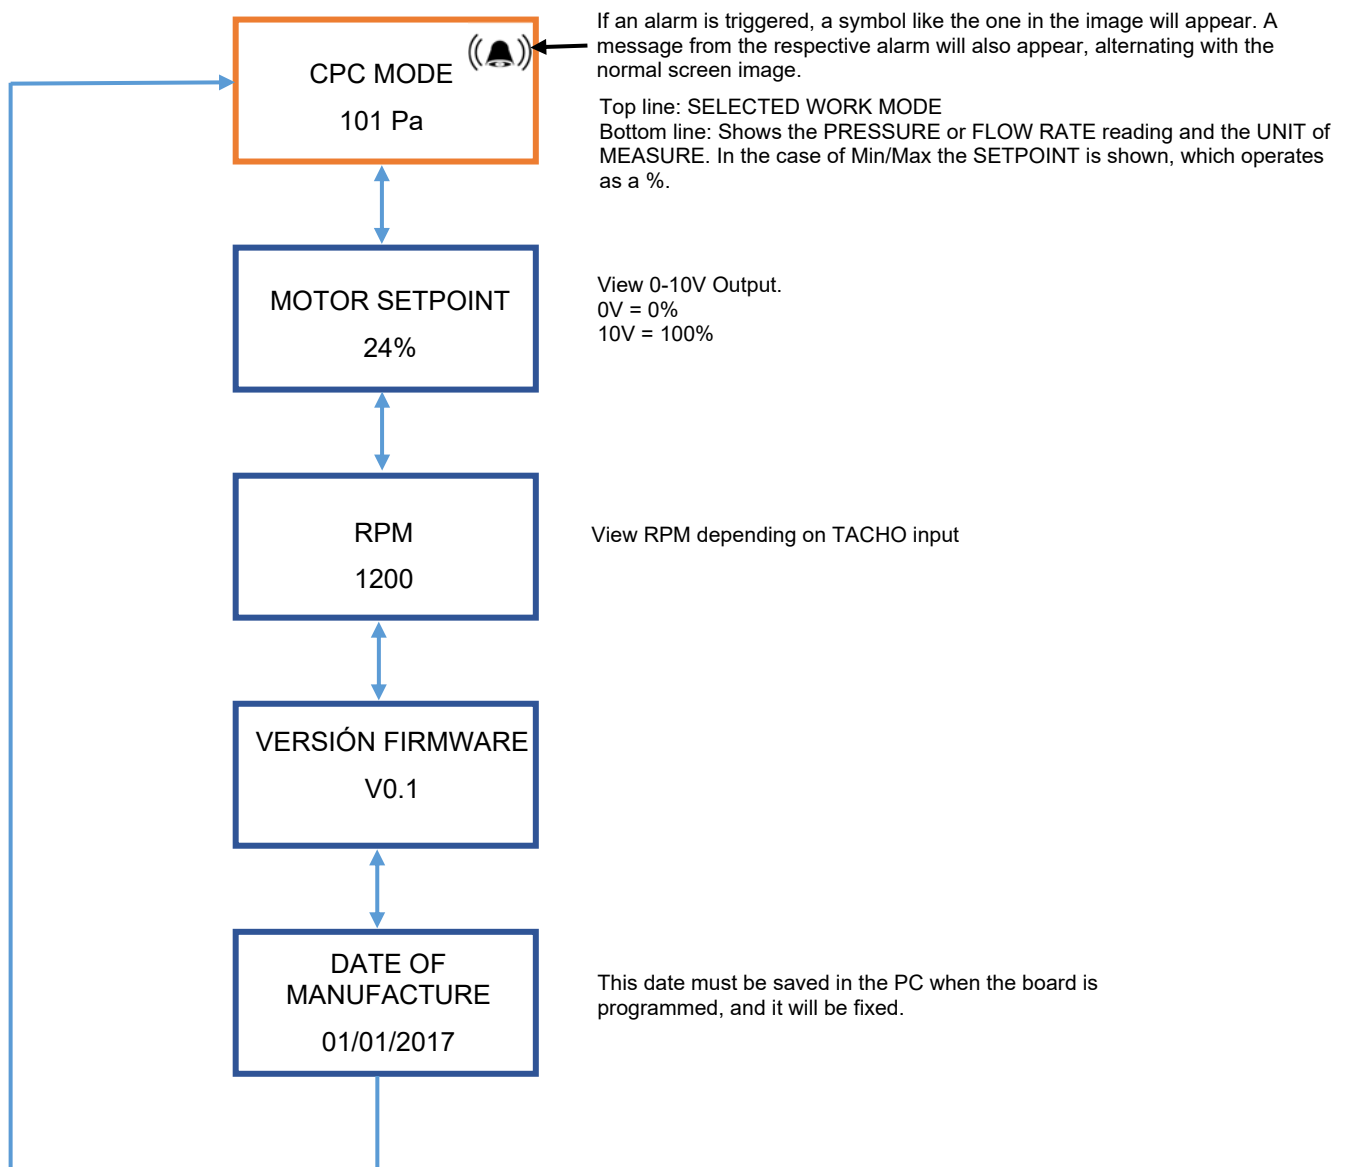 If an alarm is triggered, a symbol like the one in the image will appear. A
message from the respective alarm will also appear, alternating with the
normal screen image.
CPC MODE
101 Pa
Top line: SELECTED WORK MODE
Bottom line: Shows the PRESSURE or FLOW RATE reading and the UNIT of
MEASURE. In the case of Min/Max the SETPOINT is shown, which operates
as a %.
MOTOR SETPOINT
24%
View 0-10V Output.
0V = 0%
10V = 100%
RPM
1200
View RPM depending on TACHO input
VERSIÓN FIRMWARE
V0.1
DATE OF
MANUFACTURE
01/01/2017
This date must be saved in the PC when the board is
programmed, and it will be fixed.